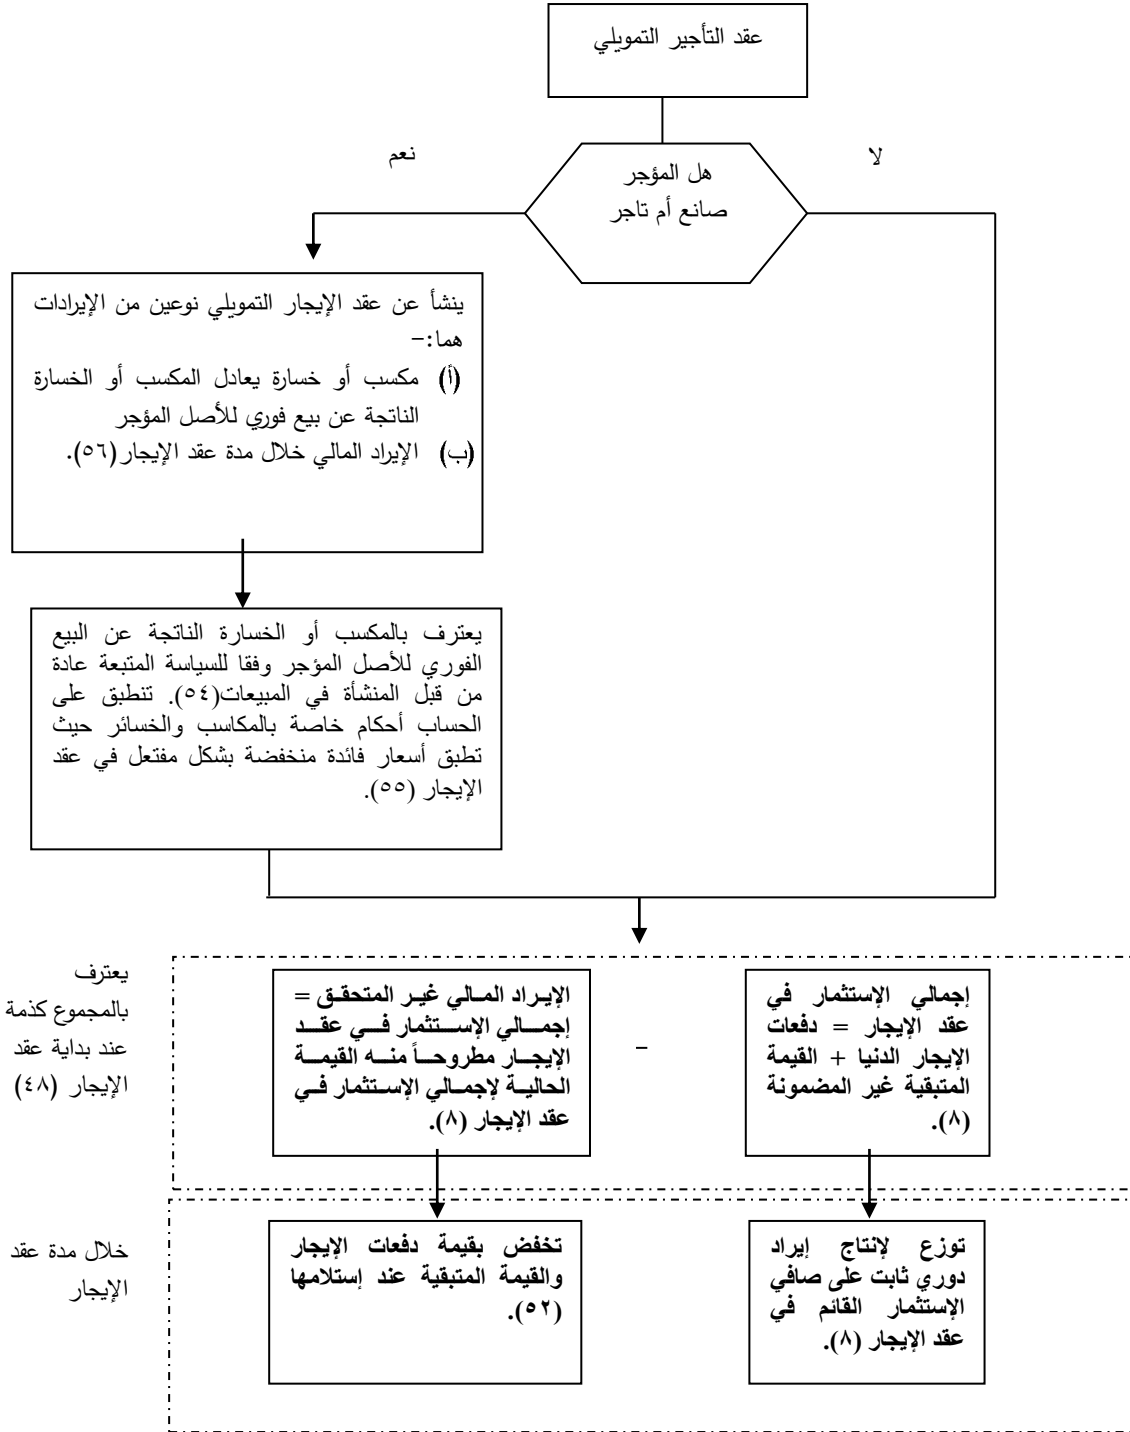 عقد التأجير التمويلي
هل المؤجر
صانع أم تاجر
لا
نعم
ينشأ عن عقد الإيجار التمويلي نوعين من الإيرادات
هما:-
(أ) مكسب أو خسارة يعادل المكسب أو الخسارة
الناتجة عن بيع فوري للأصل المؤجر
(ب) الإيراد المالي خلال مدة عقد الإيجار(٥٦).
يعترف بالمكسب أو الخسارة الناتجة عن البيع
الفوري للأصل المؤجر وفقا للسياسة المتبعة عادة
من قبل المنشأة في المبيعات(٥٤). تنطبق على
الحساب أحكام خاصة بالمكاسب والخسائر حيث
تطبق أسعار فائدة منخفضة بشكل مفتعل في عقد
الإيجار (٥٥).
إجمالي الإستثمار في
عقد الإيجار = دفعات
الإيجار الدنيا + القيمة
المتبقية غير المضمونة
(٨).
-
الإيراد المالي غير المتحقق =
إجمالي الإستثمار في عقد
الإيجار مطروحاً منه القيمة
الحالية لإجمالي الإستثمار في
عقد الإيجار (٨).
يعترف
بالمجموع كذمة
عند بداية عقد
الإيجار (٤٨)
توزع لإنتاج إيراد
دوري ثابت على صافي
الإستثمار القائم في
عقد الإيجار (٨).
تخفض بقيمة دفعات الإيجار
والقيمة المتبقية عند إستلامها
(٥٢).
خلال مدة عقد
الإيجار